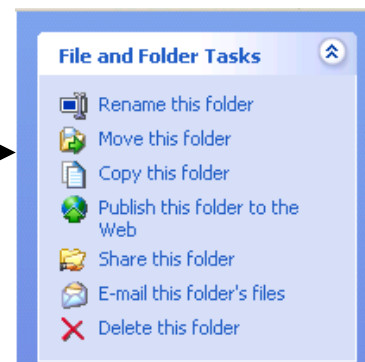 File and Folder Tasks
Rename this folder
Move this folder
Copy this folder
Publish this folder to the
Web
Share this folder
E-mail this folder's files
Delete this folder